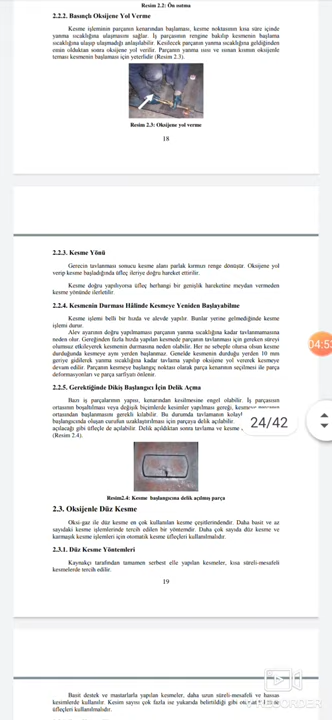 Resim 2.2: Ön ısıtma
2.2.2. Basınçlı Oksijene Yol Verme
Kesme işleminin parçanın kenarından başlaması, kesme noktasının kısa süre içinde
yanma sıcaklığına ulaşmasını sağlar. İş parçasının rengine bakılıp kesmenin başlama
sıcaklığına ulaşıp ulaşmadığı anlaşılabilir. Kesilecek parçanın yanma sıcaklığına geldiğinden
emin olduktan sonra oksijene yol verilir. Parçanın yanma ısısı ve ısınan kısmın oksijenle
teması kesmenin başlaması için yeterlidir (Resim 2.3).
Resim 2.3: Oksijene yol verme
18
2.2.3. Kesme Yönü
Gerecin tavlanması sonucu kesme alanı parlak kırmızı renge dönüşür. Oksijene yol
verip kesme başladığında üfleç ileriye doğru hareket ettirilir.
Kesme doğru yapılıyorsa üfleç herhangi bir genişlik hareketine meydan vermeden
kesme yönünde ilerletilir.
2.2.4. Kesmenin Durması Hâlinde Kesmeye Yeniden Başlayabilme
Kesme işlemi belli bir hızda ve alevde yapılır. Bunlar yerine gelmediğinde kesme
işlemi durur.
Alev ayarının doğru yapılmaması parçanın yanma sıcaklığına kadar tavlanmamasına
neden olur. Gereğinden fazla hızda yapılan kesmede parçanın tavlanması için gereken süreyi
olumsuz etkileyerek kesmenin durmasına neden olabilir. Her ne sebeple olursa olsun kesme
durduğunda kesmeye aynı yerden başlanmaz. Genelde kesmenin durduğu yerden 10 mm
geriye gidilerek yanma sıcaklığına kadar tavlama yapılıp oksijene yol vererek kesmeye
devam edilir. Parçanın kesmeye başlangıç noktası olarak parça kenarının seçilmesi ile parça
deformasyonları ve parça sarfiyatı önlenir.
2.2.5. Gerektiğinde Dikiş Başlangıcı İçin Delik Açma
Bazı iş parçalarının yapısı, kenarından kesilmesine engel olabilir. İş parçasının
ortasının boşaltılması veya değişik biçimlerde kesimler yapılması gereği,
ortasından başlanmasını gerekli kılabilir. Bu durumda tavlamanın
başlangıcında oluşan curufun uzaklaştırılması için parçaya delik açılabilir.
açılacağı gibi üfleçle de açılabilir. Delik açıldıktan sonra tavlama ve kesme
(Resim 2.4).
24/42
04:53
Resim2.4: Kesme başlangıcına delik açılmış parça
2.3. Oksijenle Düz Kesme
Oksi-gaz ile düz kesme en çok kullanılan kesme çeşitlerindendir. Daha basit ve az
sayıdaki kesme işlemlerinde tercih edilen bir yöntemdir. Daha çok sayıda düz kesme ve
karmaşık kesme işlemleri için otomatik kesme üfleçleri kullanılmalıdır.
2.3.1. Düz Kesme Yöntemleri
Kaynakçı tarafından tamamen serbest elle yapılan kesmeler, kısa süreli-mesafeli
kesmelerde tercih edilir.
19
Basit destek ve mastarlarla yapılan kesmeler, daha uzun süreli-mesafeli ve hassas
kesimlerde kullanılır. Kesim sayısı çok fazla ise yukarıda belirtildiği gibi
üfleçleri kullanılmalıdır.